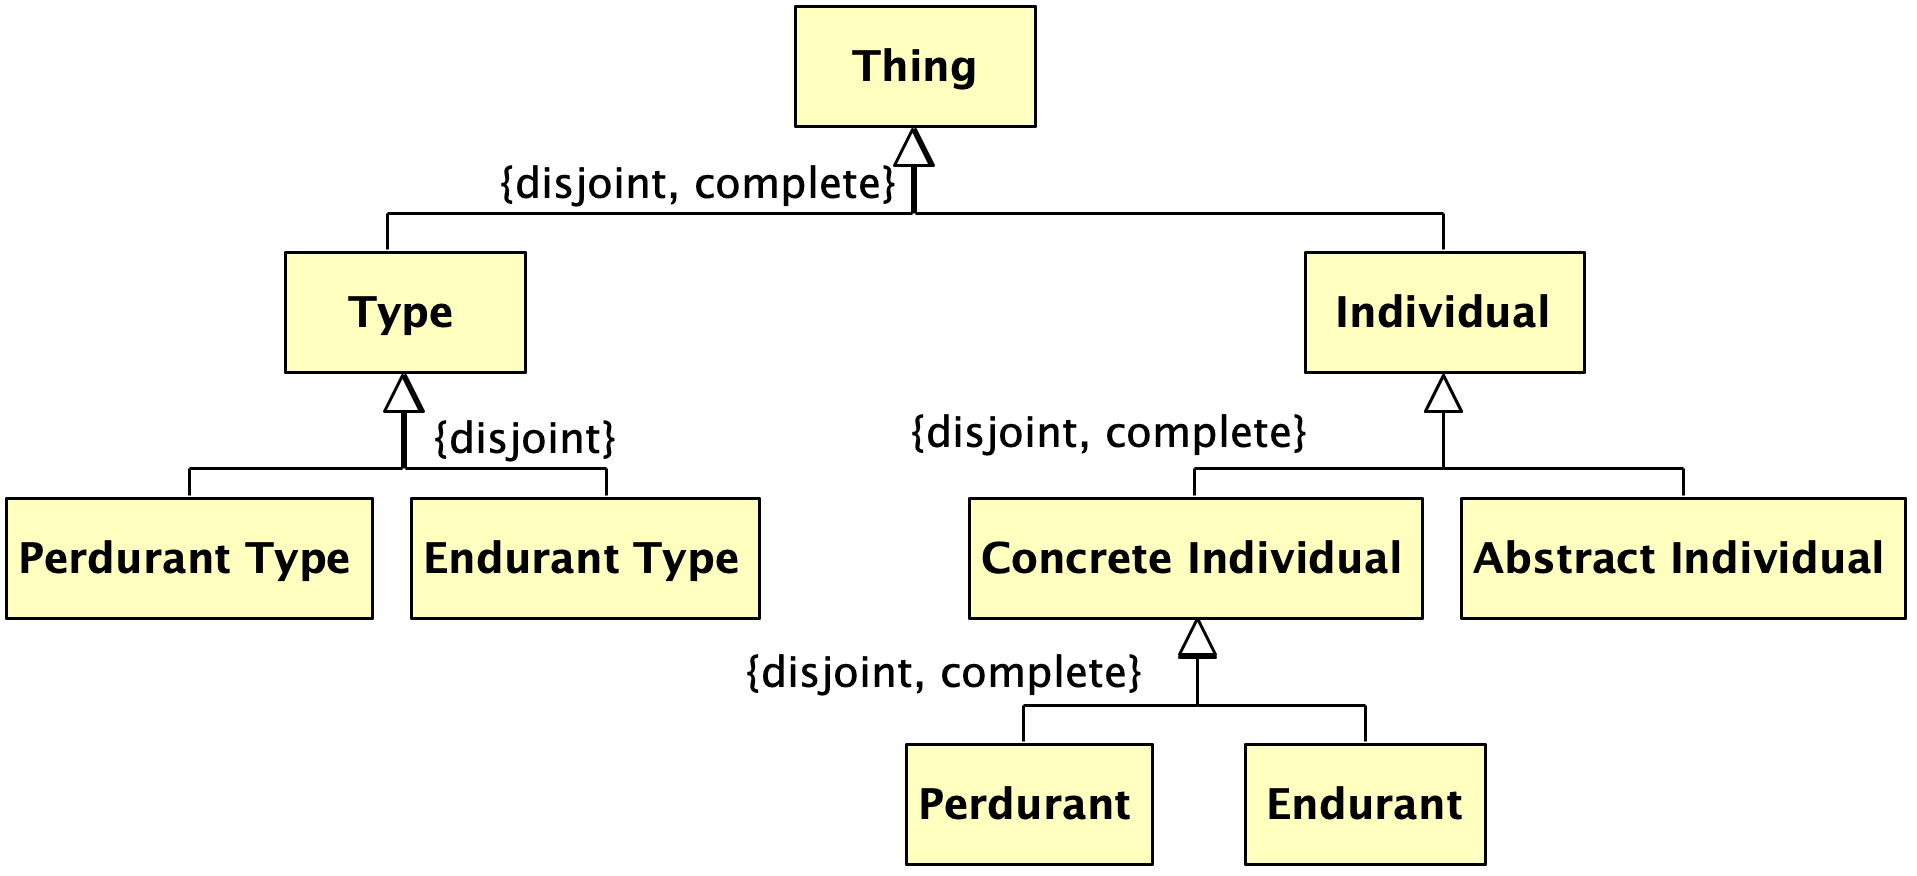 Thing
{disjoint, complete}
Type
Individual
{disjoint}
{disjoint, complete}
Perdurant Type
Endurant Type
Concrete Individual
Abstract Individual
{disjoint, complete}
Perdurant
Endurant